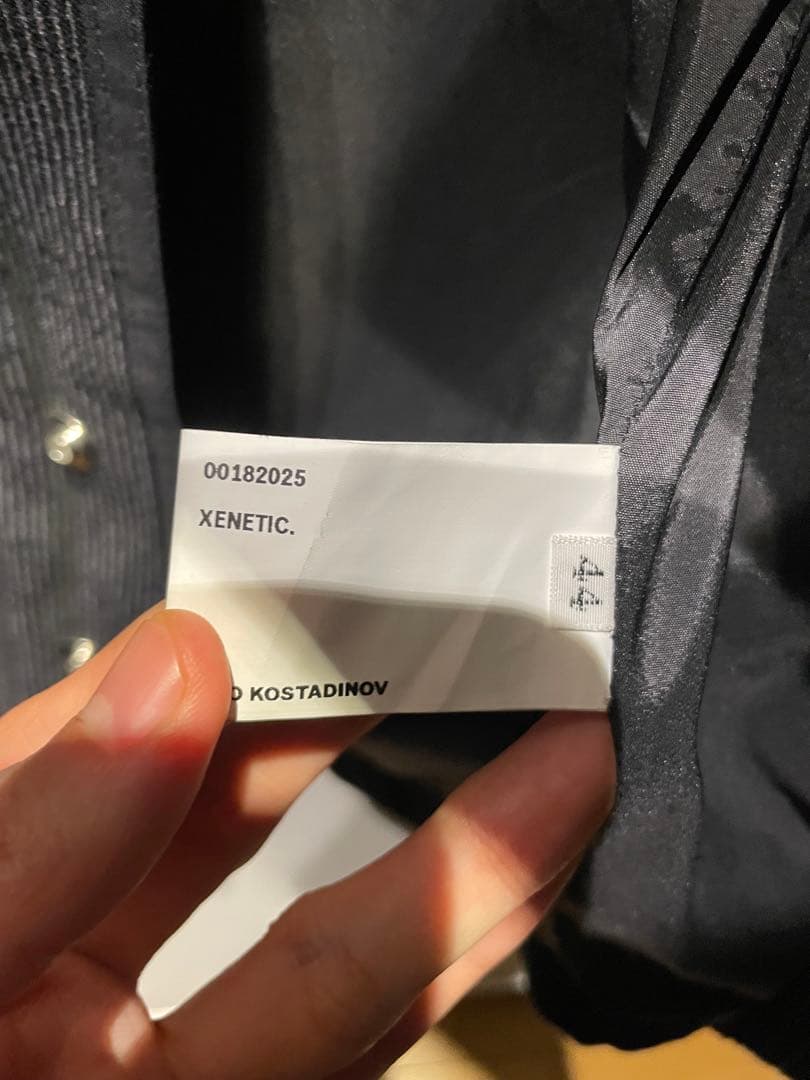 00182025
XENETIC.
44
O KOSTADINOV